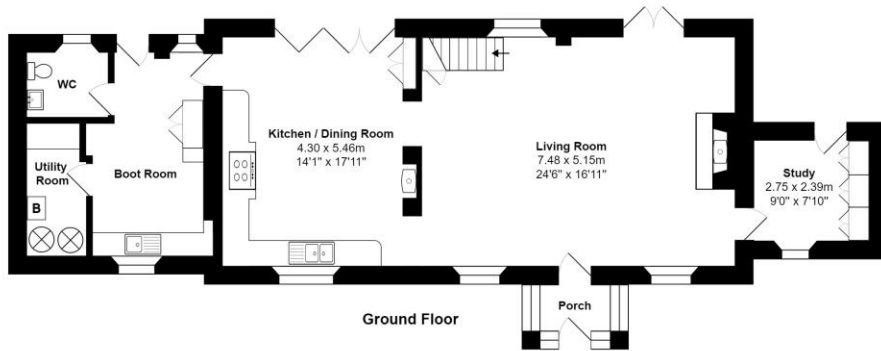 WC
Utility
Room
B
Boot Room
Kitchen / Dining Room
4.30 x 5.46m
14'1" x 17'11"
Living Room
7.48 x 5.15m
24'6" x 16'11"
Study
2.75 x 2.39m
9'0" x 7'10"
Porch
Ground Floor